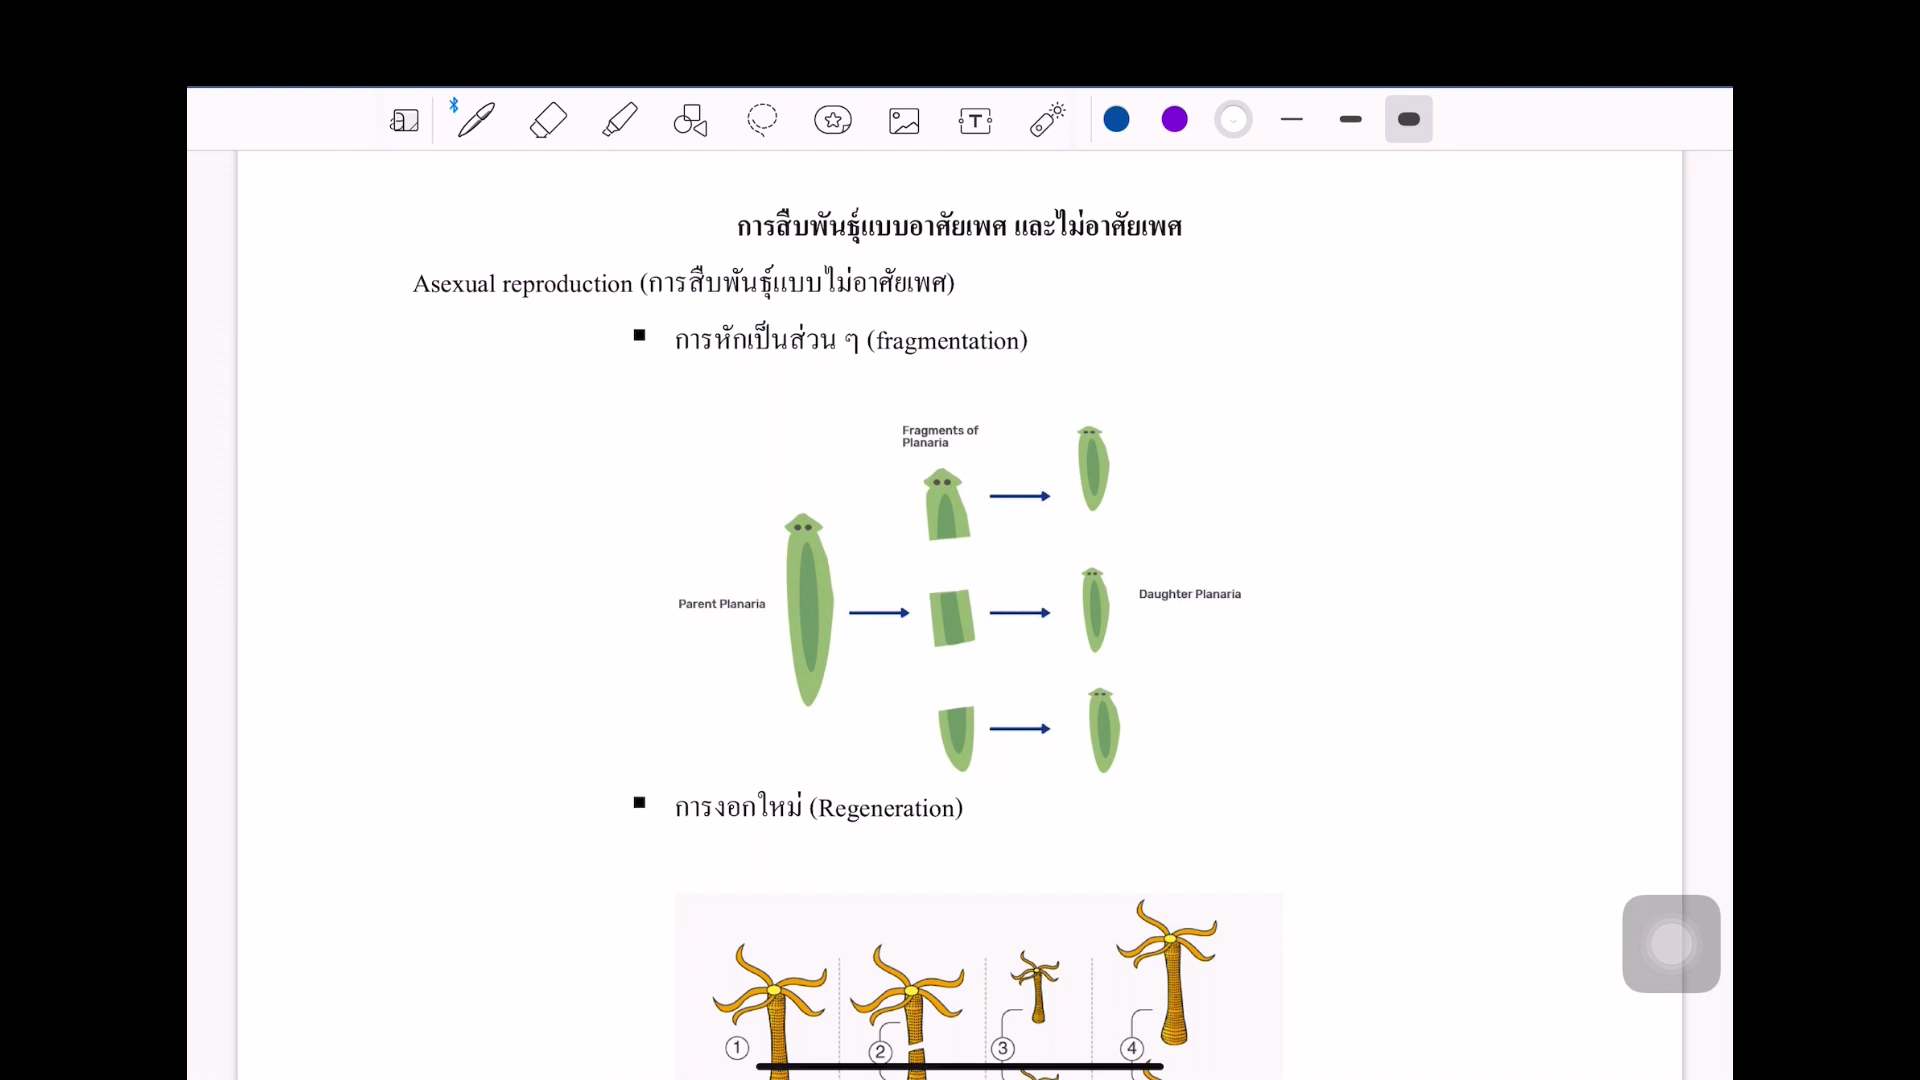 การสืบพันธุ์แบบอาศัยเพศ และไม่อาศัยเพศ
Asexual reproduction (การสืบพันธุ์แบบไม่อาศัยเพศ)
▪ การหักเป็นส่วน ๆ (fragmentation)
Fragments of
Planaria
Parent Planaria
Daughter Planaria
▪ การงอกใหม่ (Regeneration)
1 2 3 4